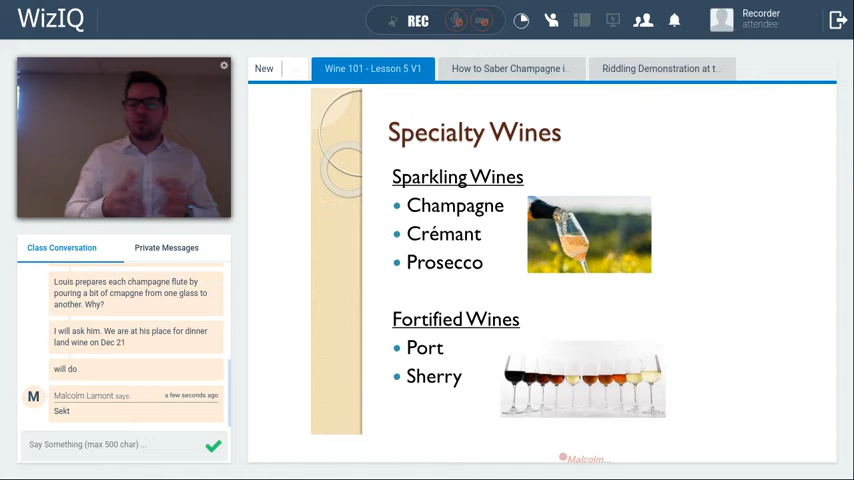 WizIQ
REC
Recorder
attendee
New
Wine 101 - Lesson 5 V1
How to Saber Champagne i...
Riddling Demonstration at t...
Specialty Wines
Sparkling Wines
• Champagne
• Crémant
• Prosecco
Fortified Wines
• Port
• Sherry
Malcolm...
Class Conversation
Private Messages
Louis prepares each champagne flute by
pouring a bit of cmapgne from one glass to
another. Why?
I will ask him. We are at his place for dinner
land wine on Dec 21
will do
M
Malcolm Lamont says:
a few seconds ago
Sekt
Say Something (max 500 char) ...